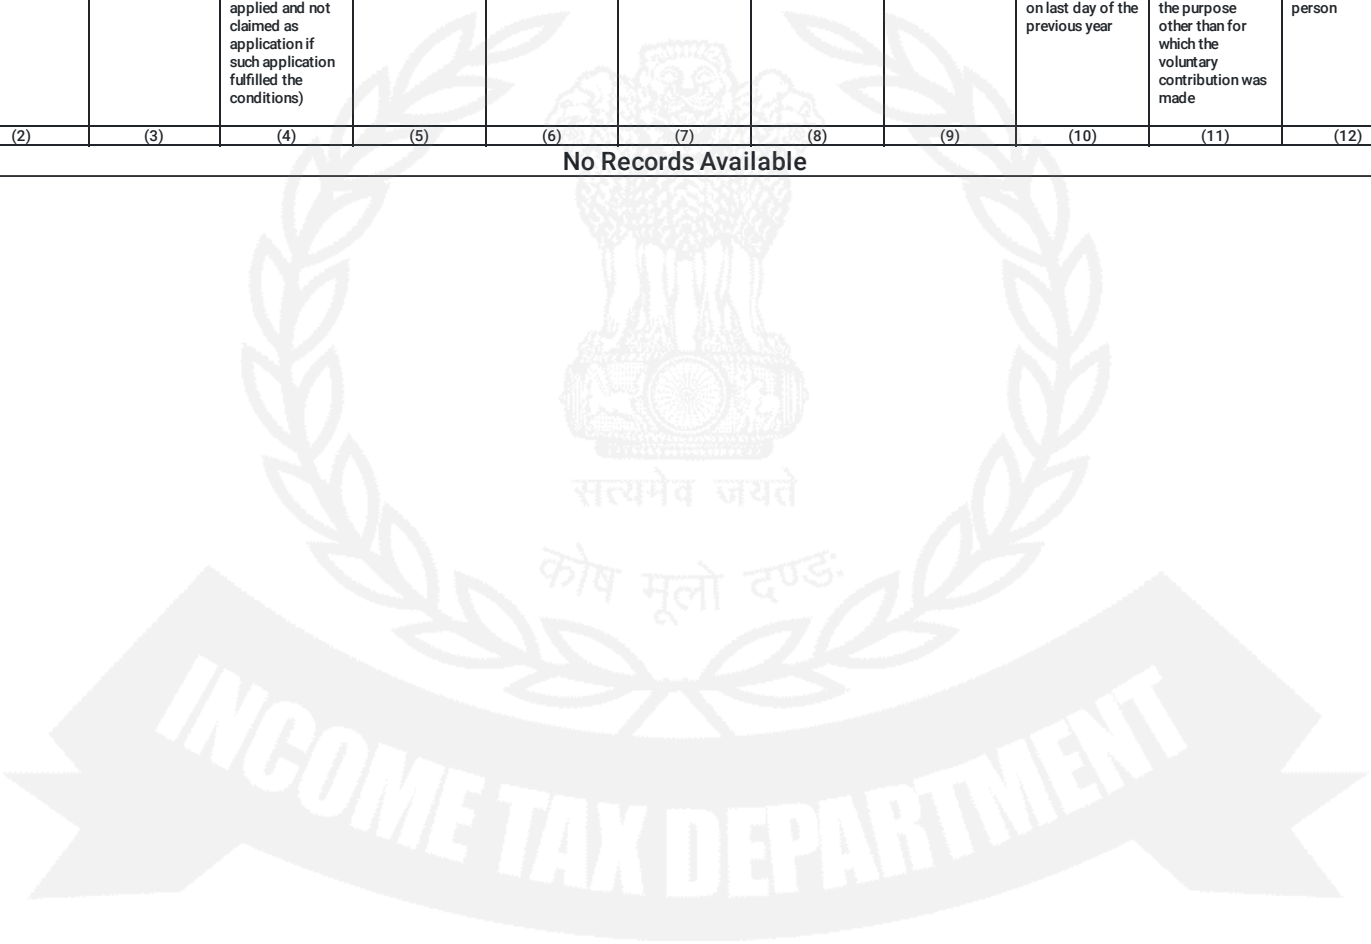 applied and not
claimed as
application if
such application
fulfilled the
conditions)
on last day of the
previous year
the purpose
other than for
which the
voluntary
contribution was
made
person
(2) (3) (4) (5) (6) (7) (8) (9) (10) (11) (12)
No Records Available
सत्यमेव जयते
कोष मूलो दण्डः
INCOME TAX DEPARTMENT